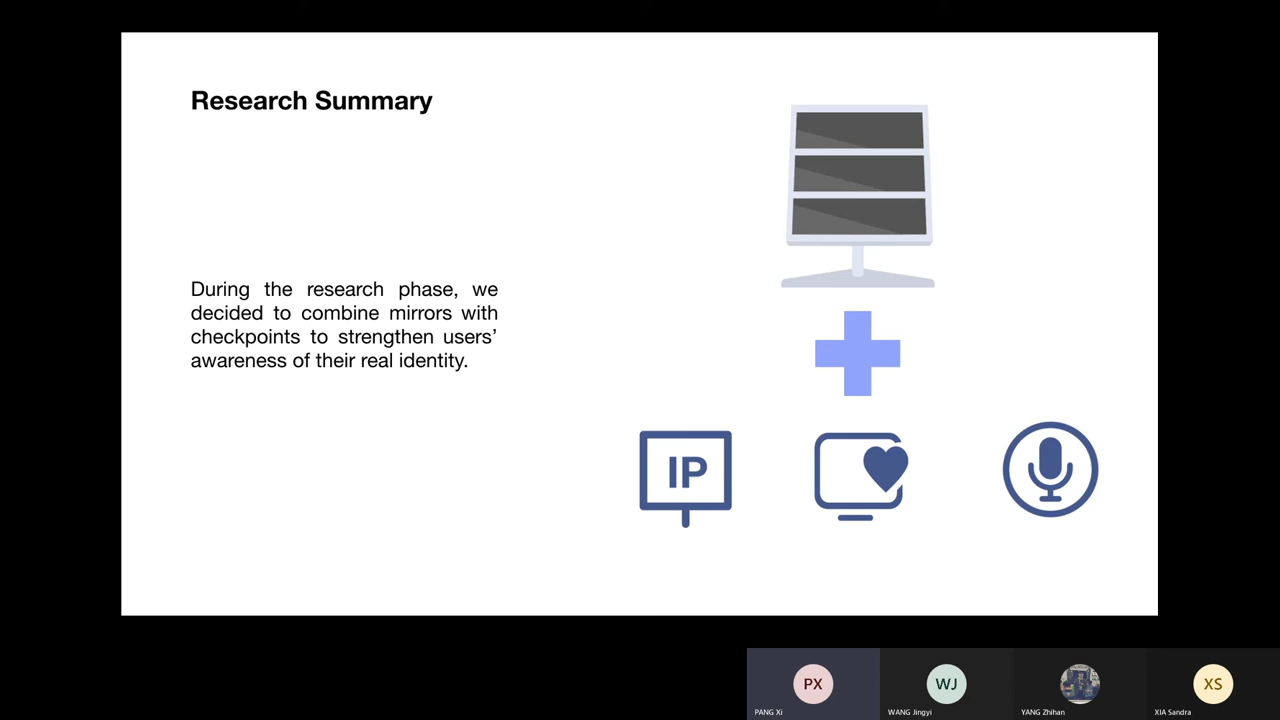 Research Summary
During the research phase, we
decided to combine mirrors with
checkpoints to strengthen users’
awareness of their real identity.
IP
PX
WJ
XS
PANG Xi
WANG Jingyi
YANG Zhihan
XIA Sandra